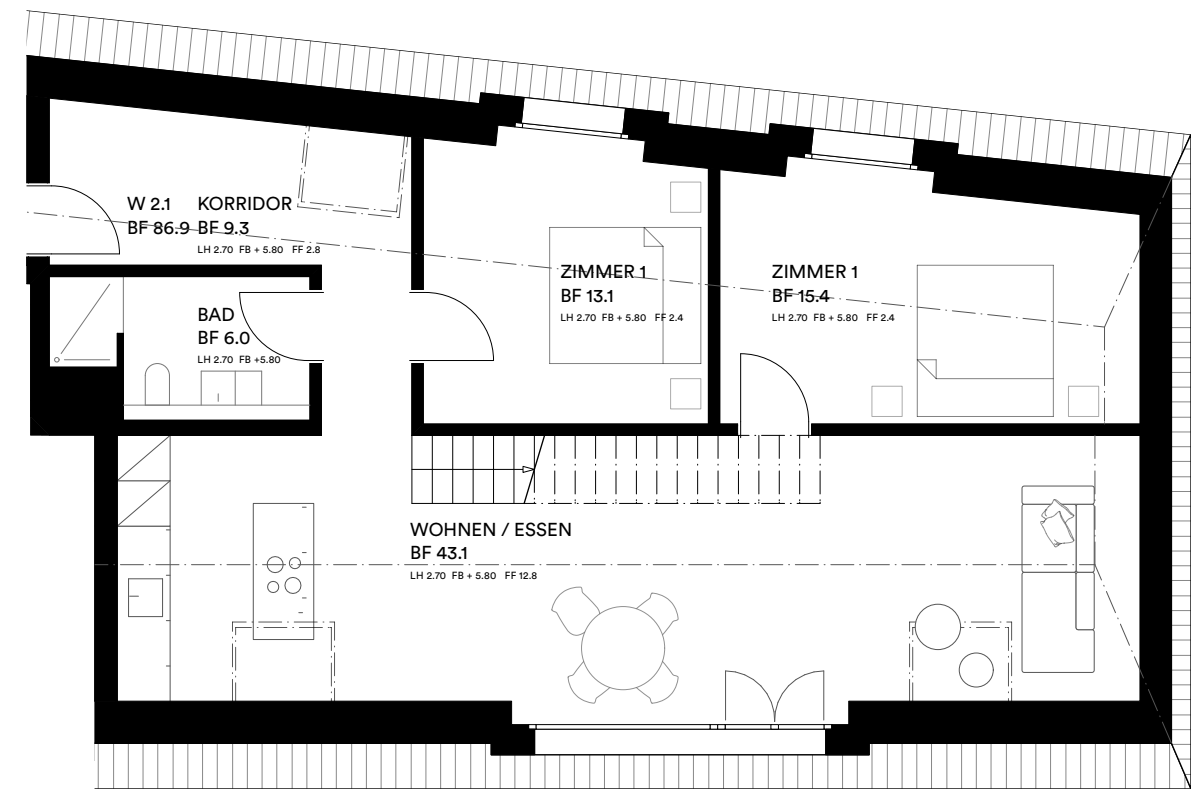 W 2.1 KORRIDOR
BF 86.9 BF 9.3
LH 2.70 FB + 5.80 FF 2.8
BAD
BF 6.0
LH 2.70 FB +5.80
ZIMMER 1
BF 13.1
LH 2.70 FB + 5.80 FF 2.4
ZIMMER 1
BF 15.4
LH 2.70 FB + 5.80 FF 2.4
WOHNEN / ESSEN
BF 43.1
LH 2.70 FB + 5.80 FF 12.8